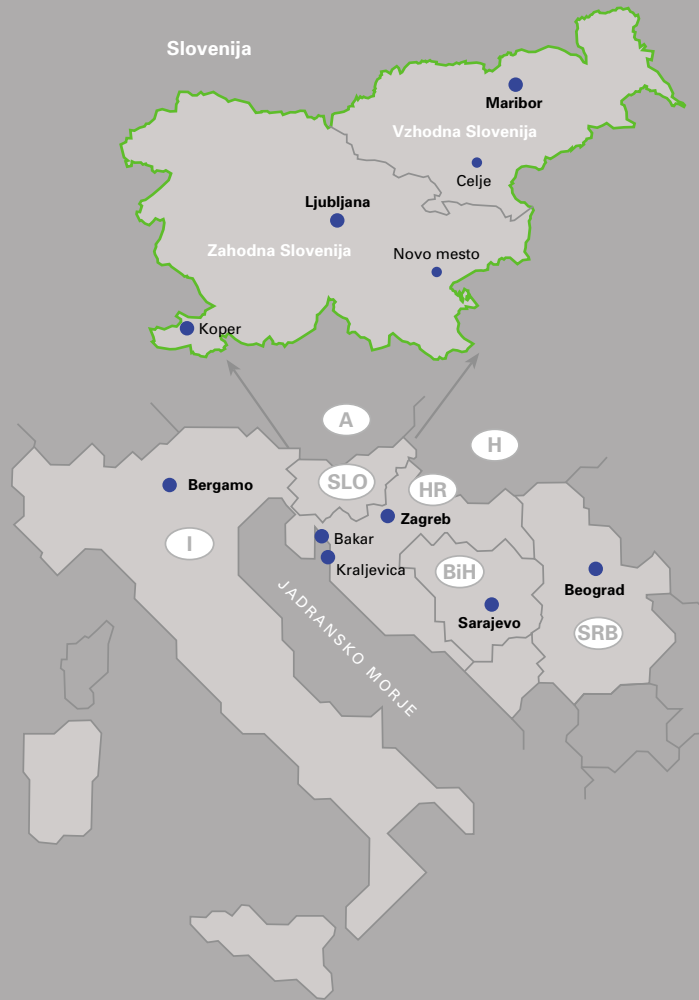 Slovenija
Maribor
Vzhodna Slovenija
Celje
Ljubljana
Zahodna Slovenija
Novo mesto
Koper
A
H
SLO
HR
Bergamo
Zagreb
I
Bakar
Kraljevica
BiH
Beograd
Sarajevo
SRB
JADRANSKO MORJE